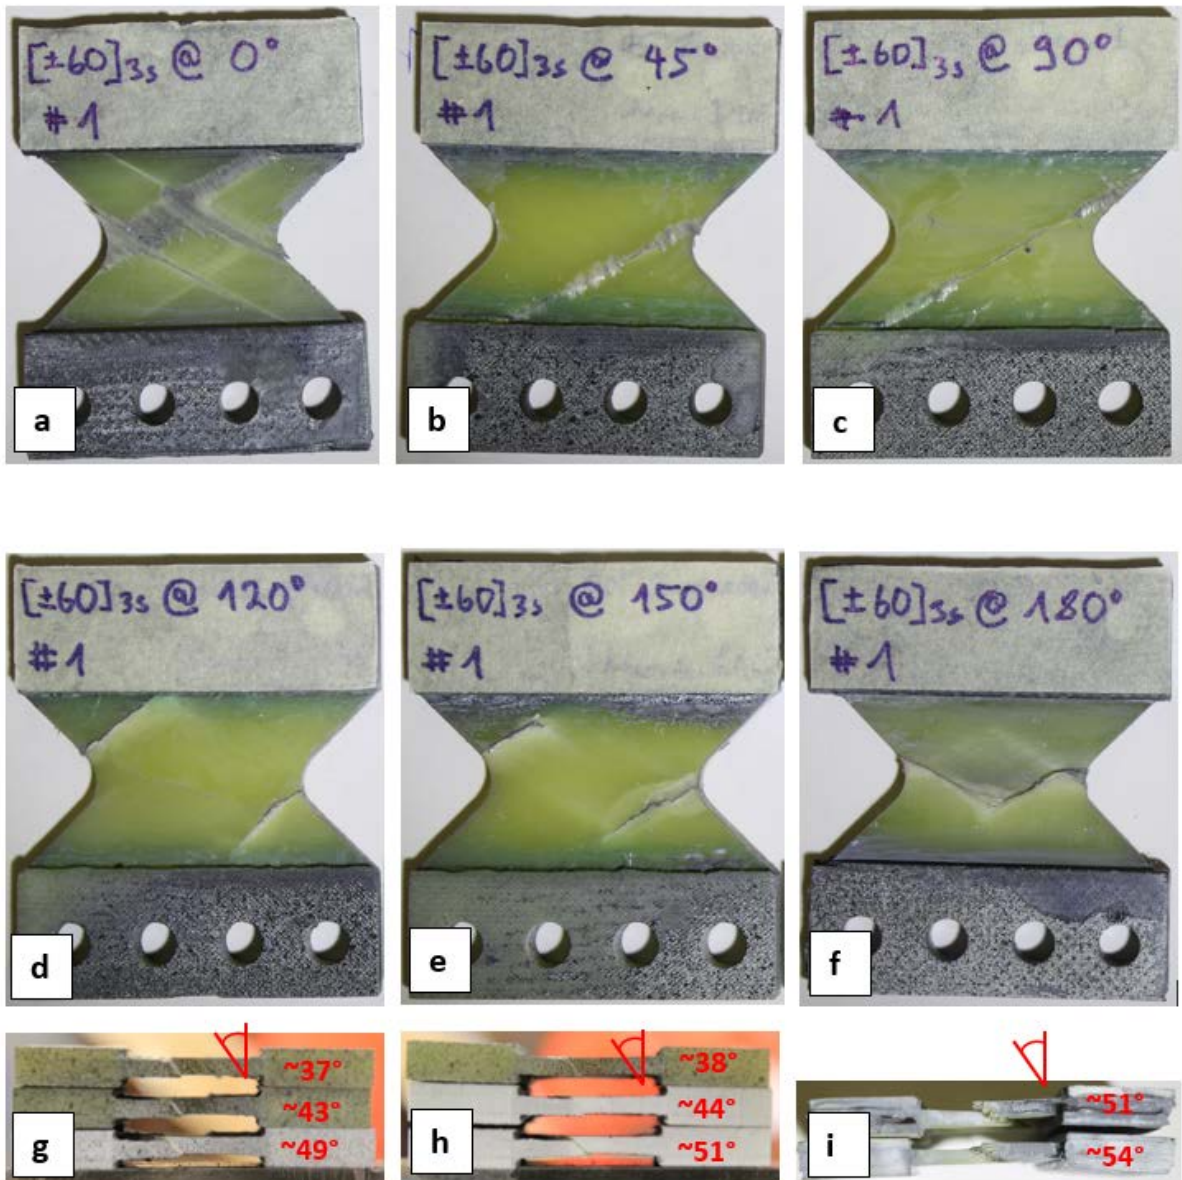 [±60]3s @ 0°
#1
a
[±60]3s @ 45°
#1
b
[±60]3s @ 90°
#1
c
[±60]3s @ 120°
#1
d
[±60]3s @ 150°
#1
e
[±60]3s @ 180°
#1
f
~37°
~43°
~49°
g
~38°
~44°
~51°
h
~51°
~54°
i